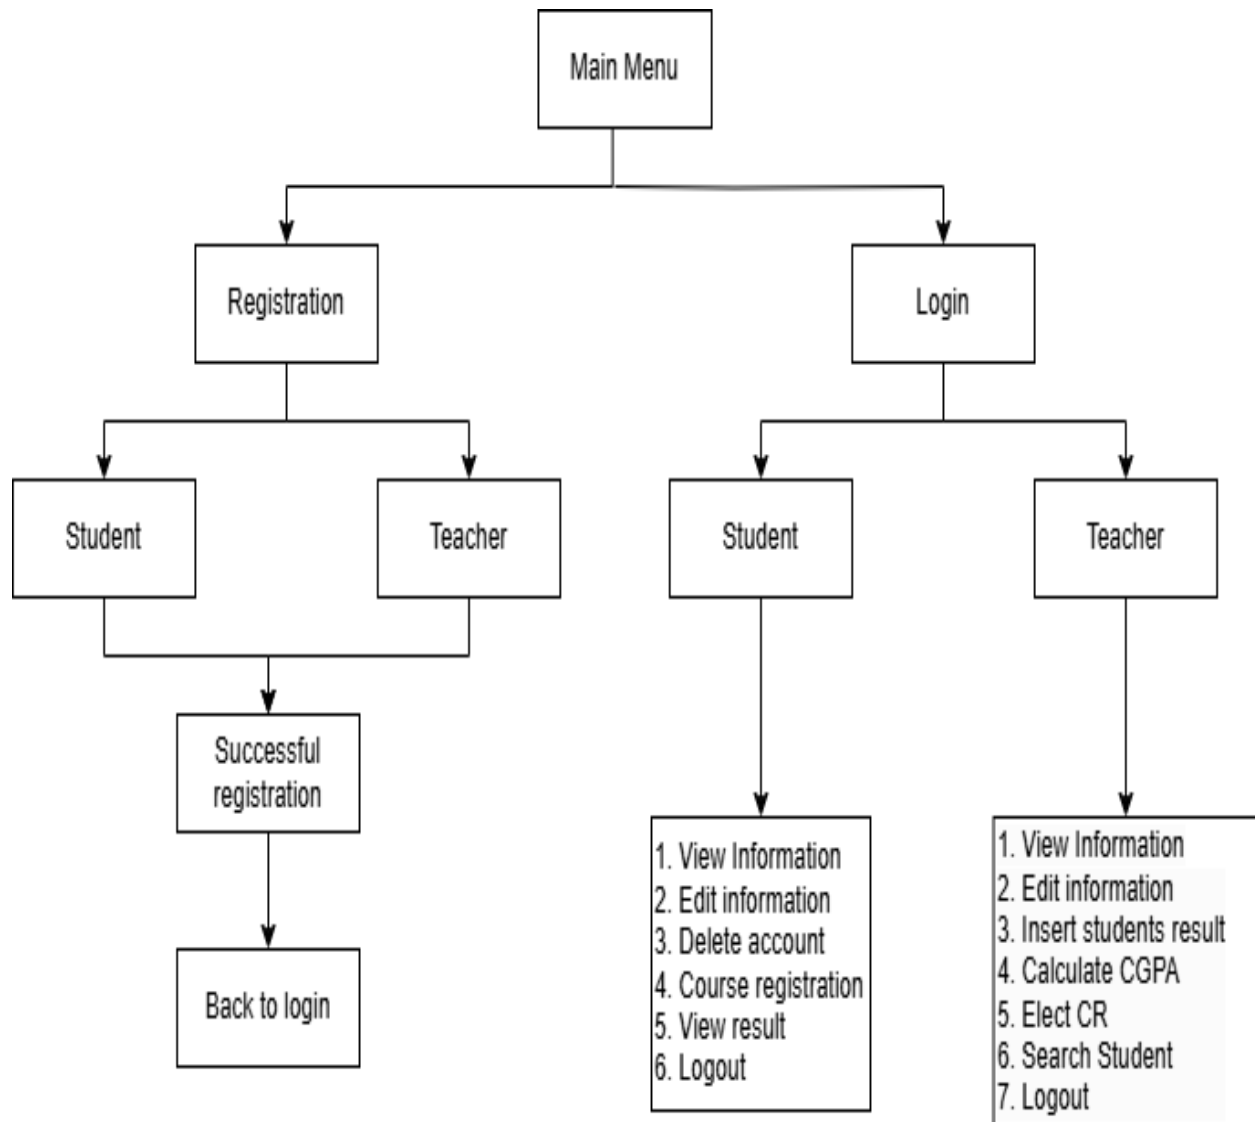 Main Menu
Registration
Login
Student
Teacher
Student
Teacher
Successful
registration
Back to login
1. View Information
2. Edit information
3. Delete account
4. Course registration
5. View result
6. Logout
1. View Information
2. Edit information
3. Insert students result
4. Calculate CGPA
5. Elect CR
6. Search Student
7. Logout